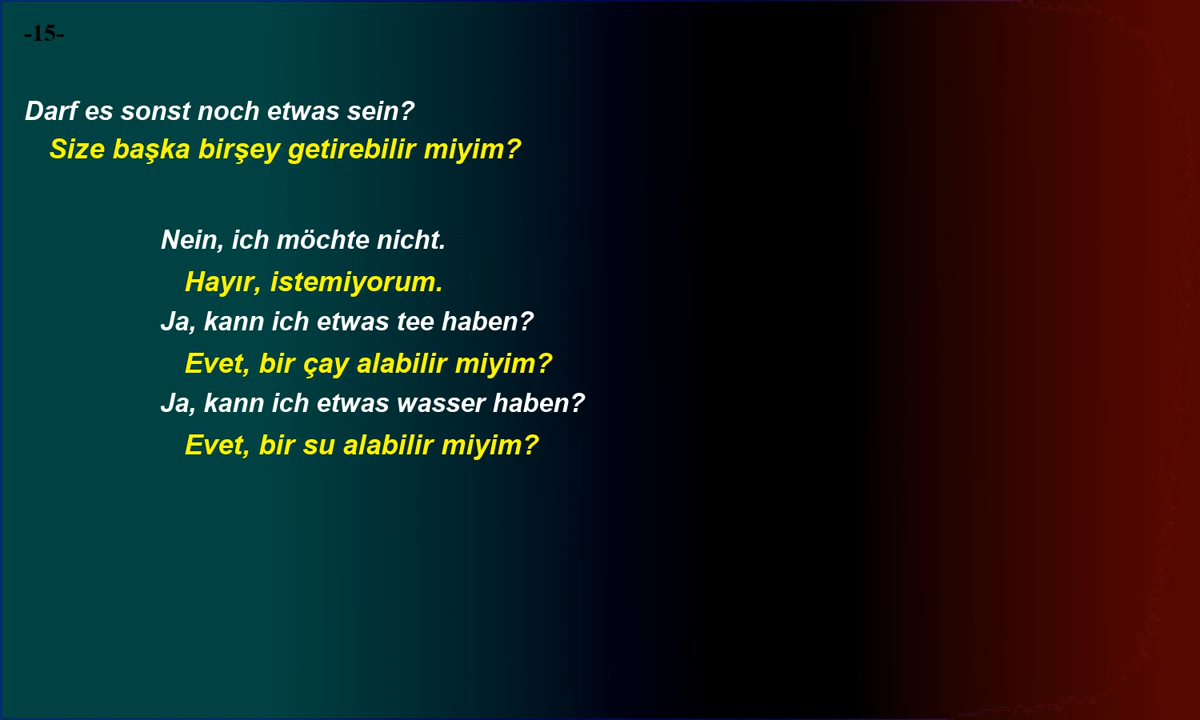 -15-
Darf es sonst noch etwas sein?
Size başka birşey getirebilir miyim?
Nein, ich möchte nicht.
Hayır, istemiyorum.
Ja, kann ich etwas tee haben?
Evet, bir çay alabilir miyim?
Ja, kann ich etwas wasser haben?
Evet, bir su alabilir miyim?